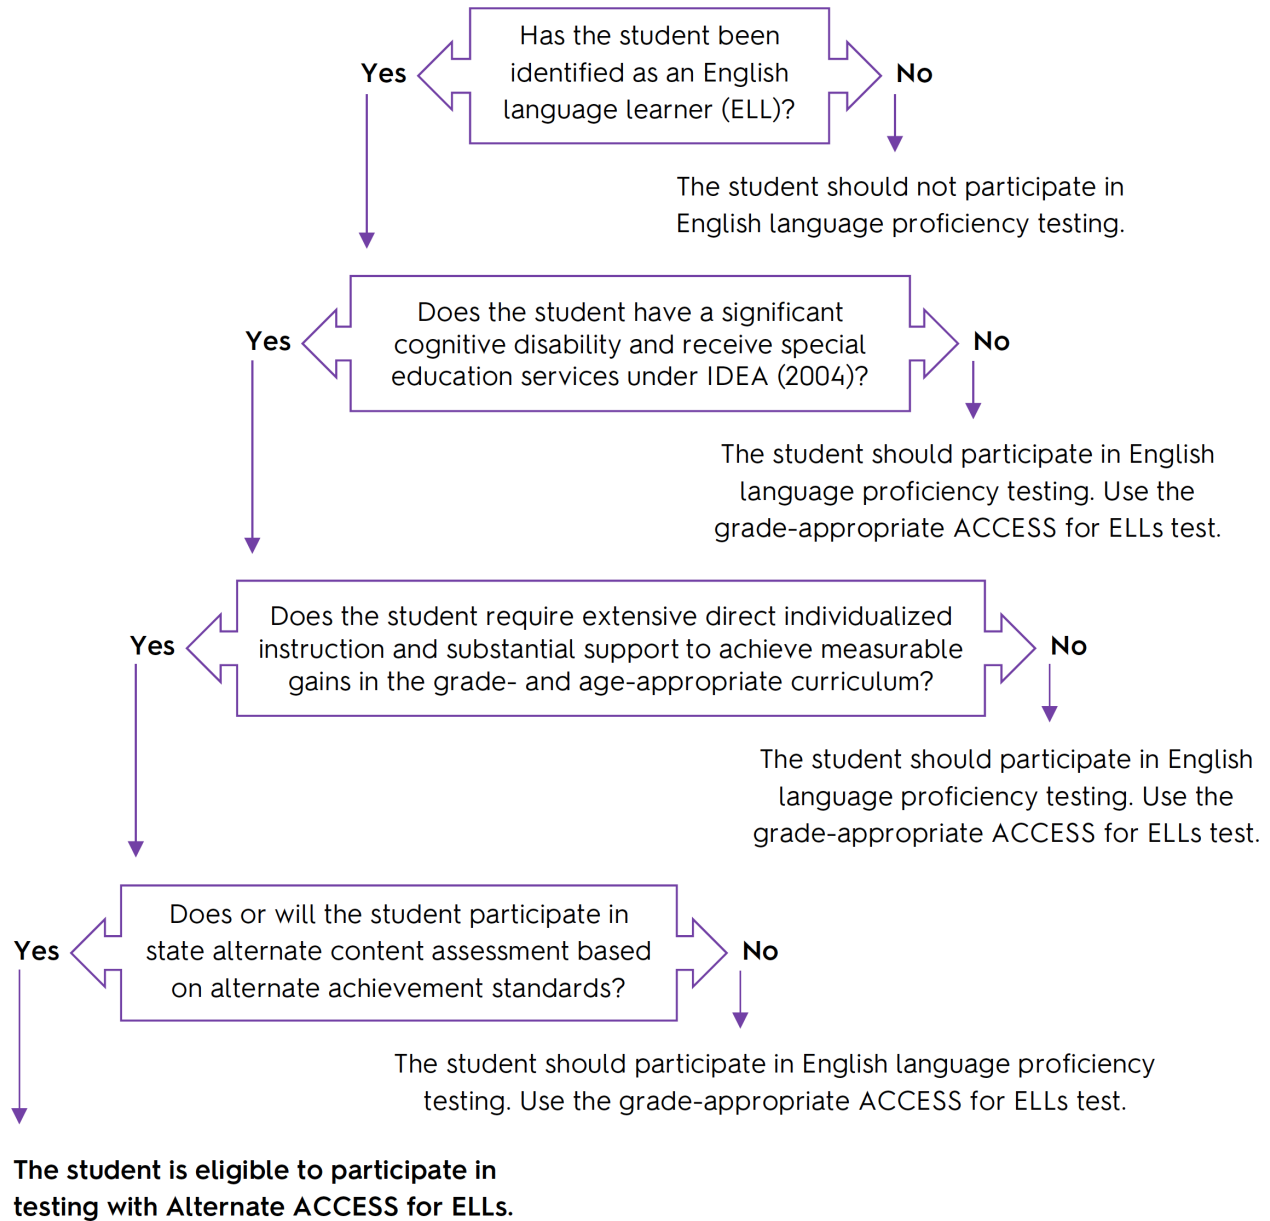 Has the student been
identified as an English
language learner (ELL)?
Yes
No
The student should not participate in
English language proficiency testing.
Does the student have a significant
cognitive disability and receive special
education services under IDEA (2004)?
Yes
No
The student should participate in English
language proficiency testing. Use the
grade-appropriate ACCESS for ELLs test.
Does the student require extensive direct individualized
instruction and substantial support to achieve measurable
gains in the grade- and age-appropriate curriculum?
Yes
No
The student should participate in English
language proficiency testing. Use the
grade-appropriate ACCESS for ELLs test.
Does or will the student participate in
state alternate content assessment based
on alternate achievement standards?
Yes
No
The student should participate in English language proficiency
testing. Use the grade-appropriate ACCESS for ELLs test.
The student is eligible to participate in
testing with Alternate ACCESS for ELLs.